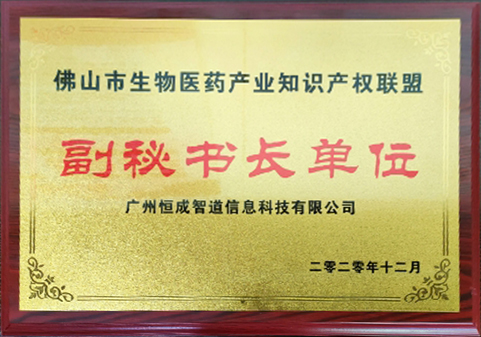 佛山市生物医药产业知识产权联盟
副秘书长单位
广州恒成智道信息科技有限公司
二零二零年十二月